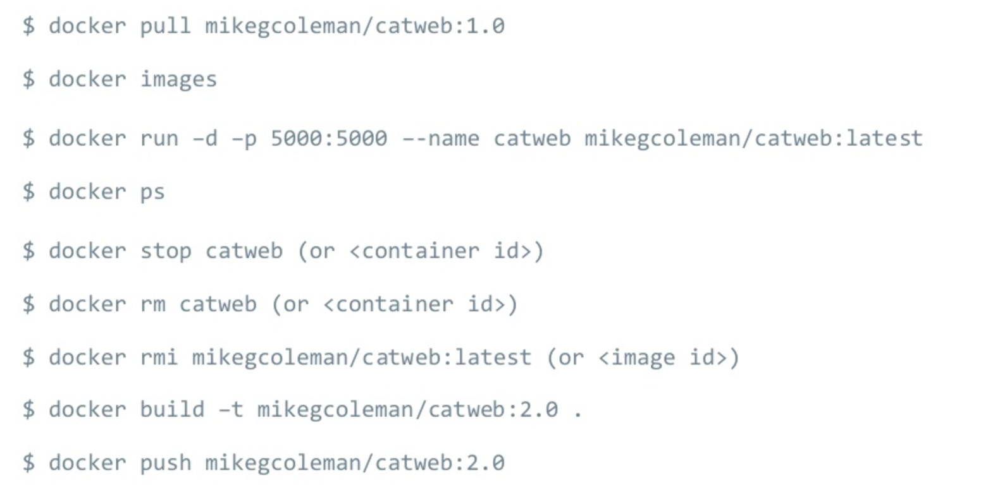 $ docker pull mikegcoleman/catweb:1.0
$ docker images
$ docker run –d –p 5000:5000 –-name catweb mikegcoleman/catweb:latest
$ docker ps
$ docker stop catweb (or <container id>)
$ docker rm catweb (or <container id>)
$ docker rmi mikegcoleman/catweb:latest (or <image id>)
$ docker build –t mikegcoleman/catweb:2.0 .
$ docker push mikegcoleman/catweb:2.0